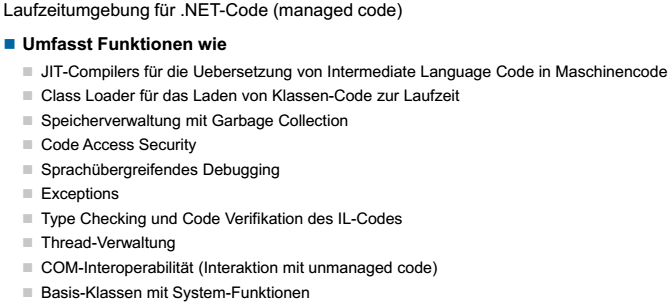 Laufzeitumgebung für .NET-Code (managed code)
Umfasst Funktionen wie
JIT-Compilers für die Uebersetzung von Intermediate Language Code in Maschinencode
Class Loader für das Laden von Klassen-Code zur Laufzeit
Speicherverwaltung mit Garbage Collection
Code Access Security
Sprachübergreifendes Debugging
Exceptions
Type Checking und Code Verifikation des IL-Codes
Thread-Verwaltung
COM-Interoperabilität (Interaktion mit unmanaged code)
Basis-Klassen mit System-Funktionen